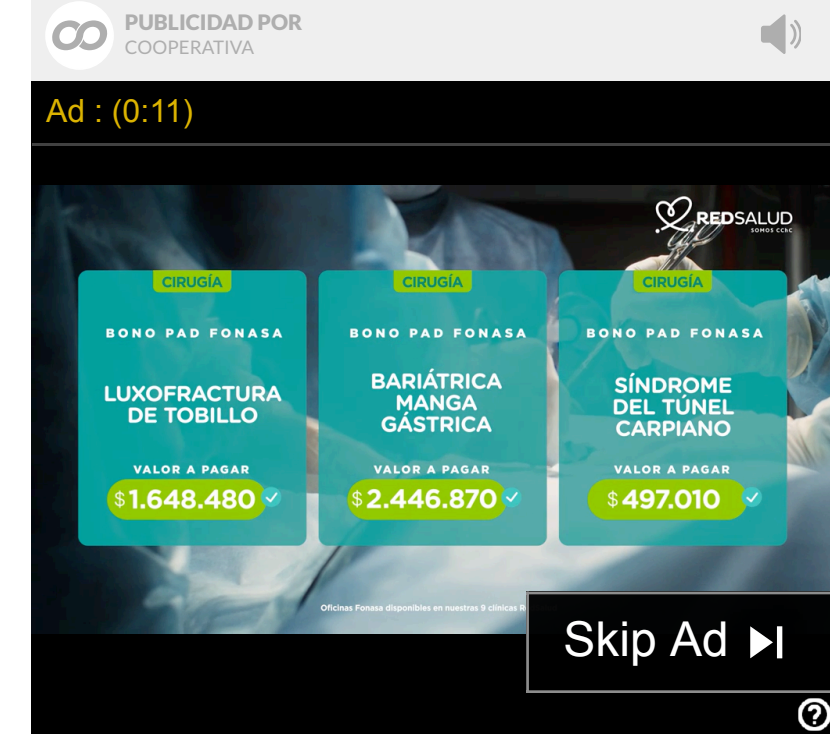 PUBLICIDAD POR
COOPERATIVA
Ad : (0:11)
REDSALUD
SOMOS CChC
CIRUGÍA
BONO PAD FONASA
LUXOFRACTURA
DE TOBILLO
VALOR A PAGAR
$1.648.480
CIRUGÍA
BONO PAD FONASA
BARIÁTRICA
MANGA
GÁSTRICA
VALOR A PAGAR
$2.446.870
CIRUGÍA
BONO PAD FONASA
SÍNDROME
DEL TÚNEL
CARPIANO
VALOR A PAGAR
$497.010
Oficinas Fonasa disponibles en nuestras 9 clínicas
Skip Ad